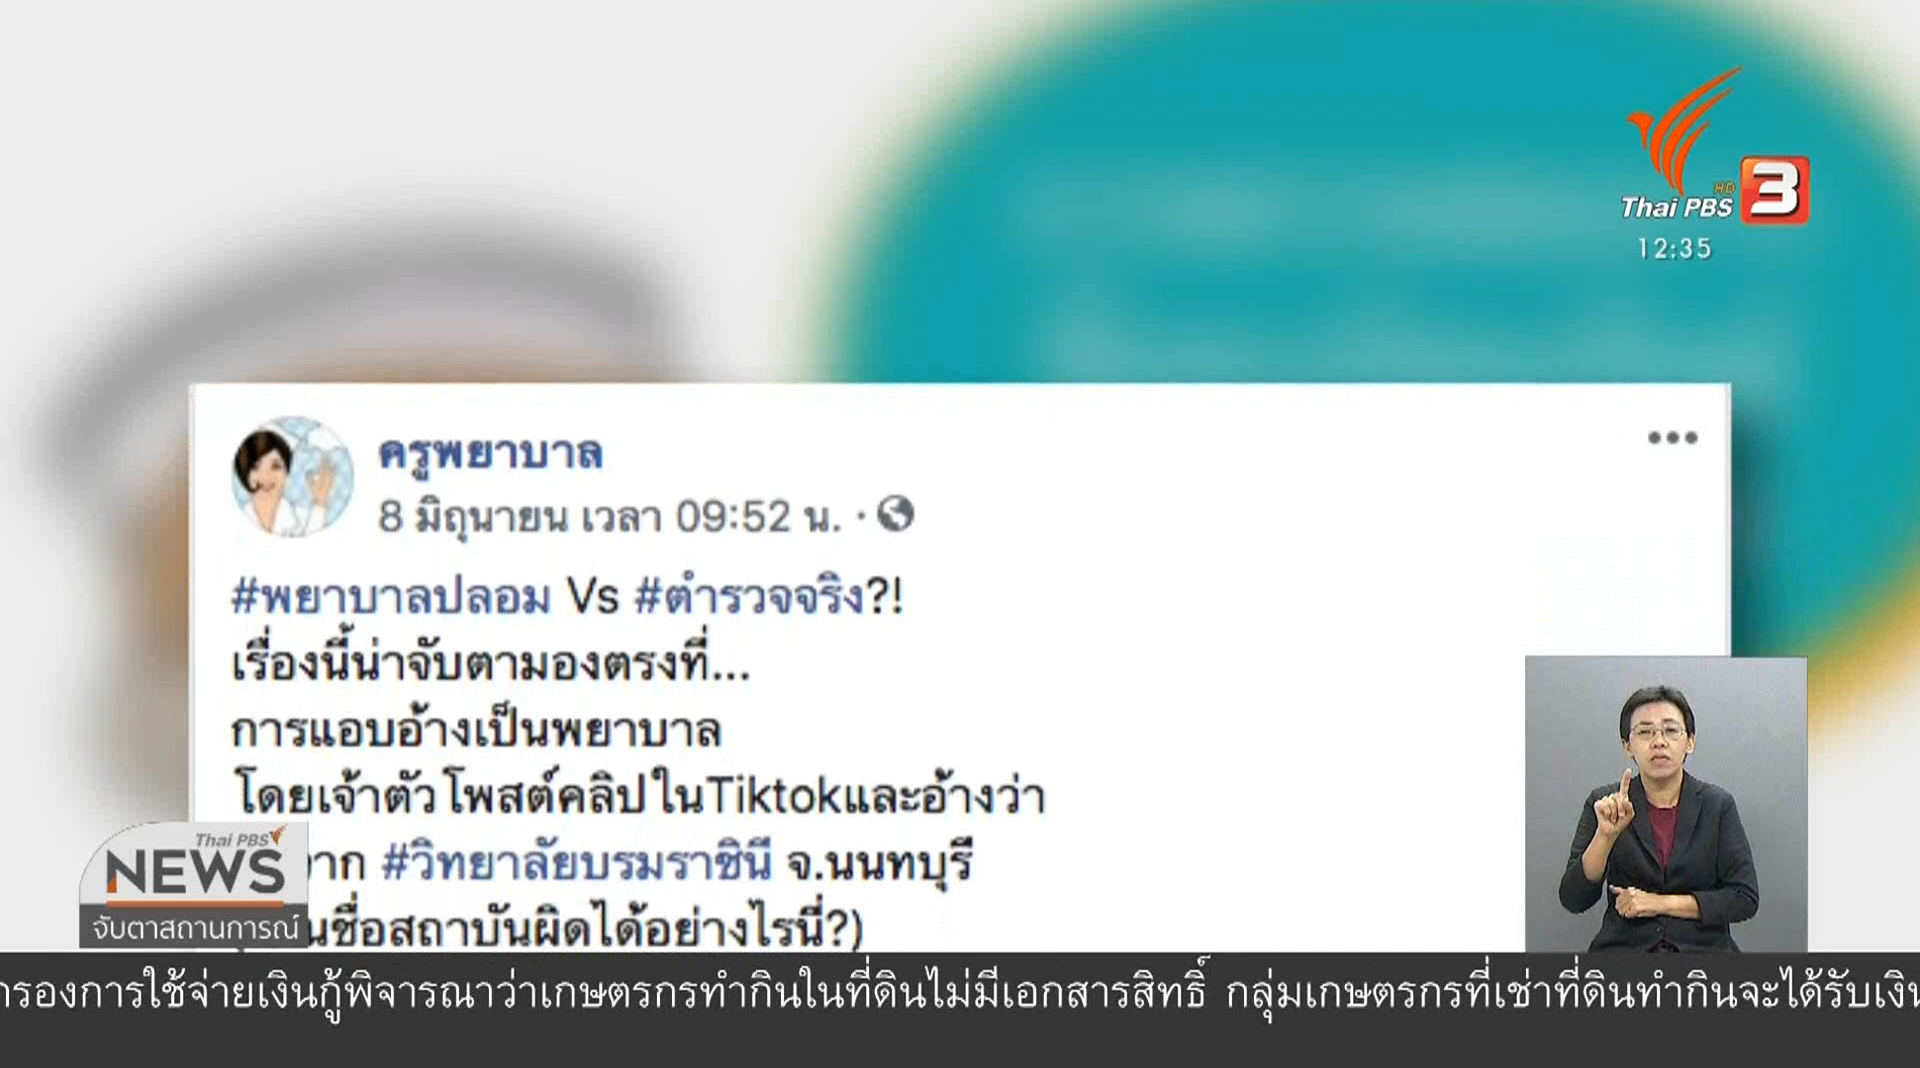 HD
Thai PBS 3
12:35
ครูพยาบาล
8 มิถุนายน เวลา 09:52 น. ·
#พยาบาลปลอม Vs #ตำรวจจริง?!
เรื่องนี้น่าจับตามองตรงที่...
การแอบอ้างเป็นพยาบาล
โดยเจ้าตัวโพสต์คลิปในTiktokและอ้างว่า
#วิทยาลัยบรมราชินี จ.นนทบุรี
ชื่อสถาบันผิดได้อย่างไรนี่?)
Thai PBS
NEWS
จับตาสถานการณ์
การใช้จ่ายเงินกู้พิจารณาว่าเกษตรกรทำกินในที่ดินไม่มีเอกสารสิทธิ์ กลุ่มเกษตรกรที่เช่าที่ดินทำกินจะได้รับ